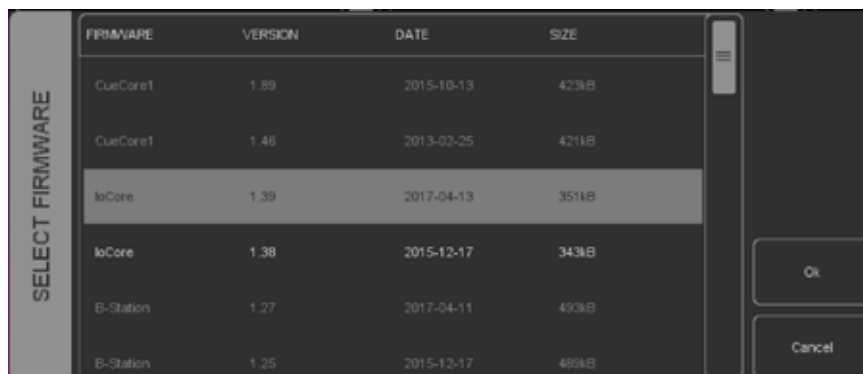 SELECT FIRMWARE
FIRMWARE VERSION DATE SIZE
CueCore1 1.89 2015-10-13 423kB
CueCore1 1.46 2013-02-25 421kB
IoCore 1.39 2017-04-13 351kB
IoCore 1.38 2015-12-17 343kB
B-Station 1.27 2017-04-11 493kB
B-Station 1.25 2015-12-17 489kB
Ok
Cancel